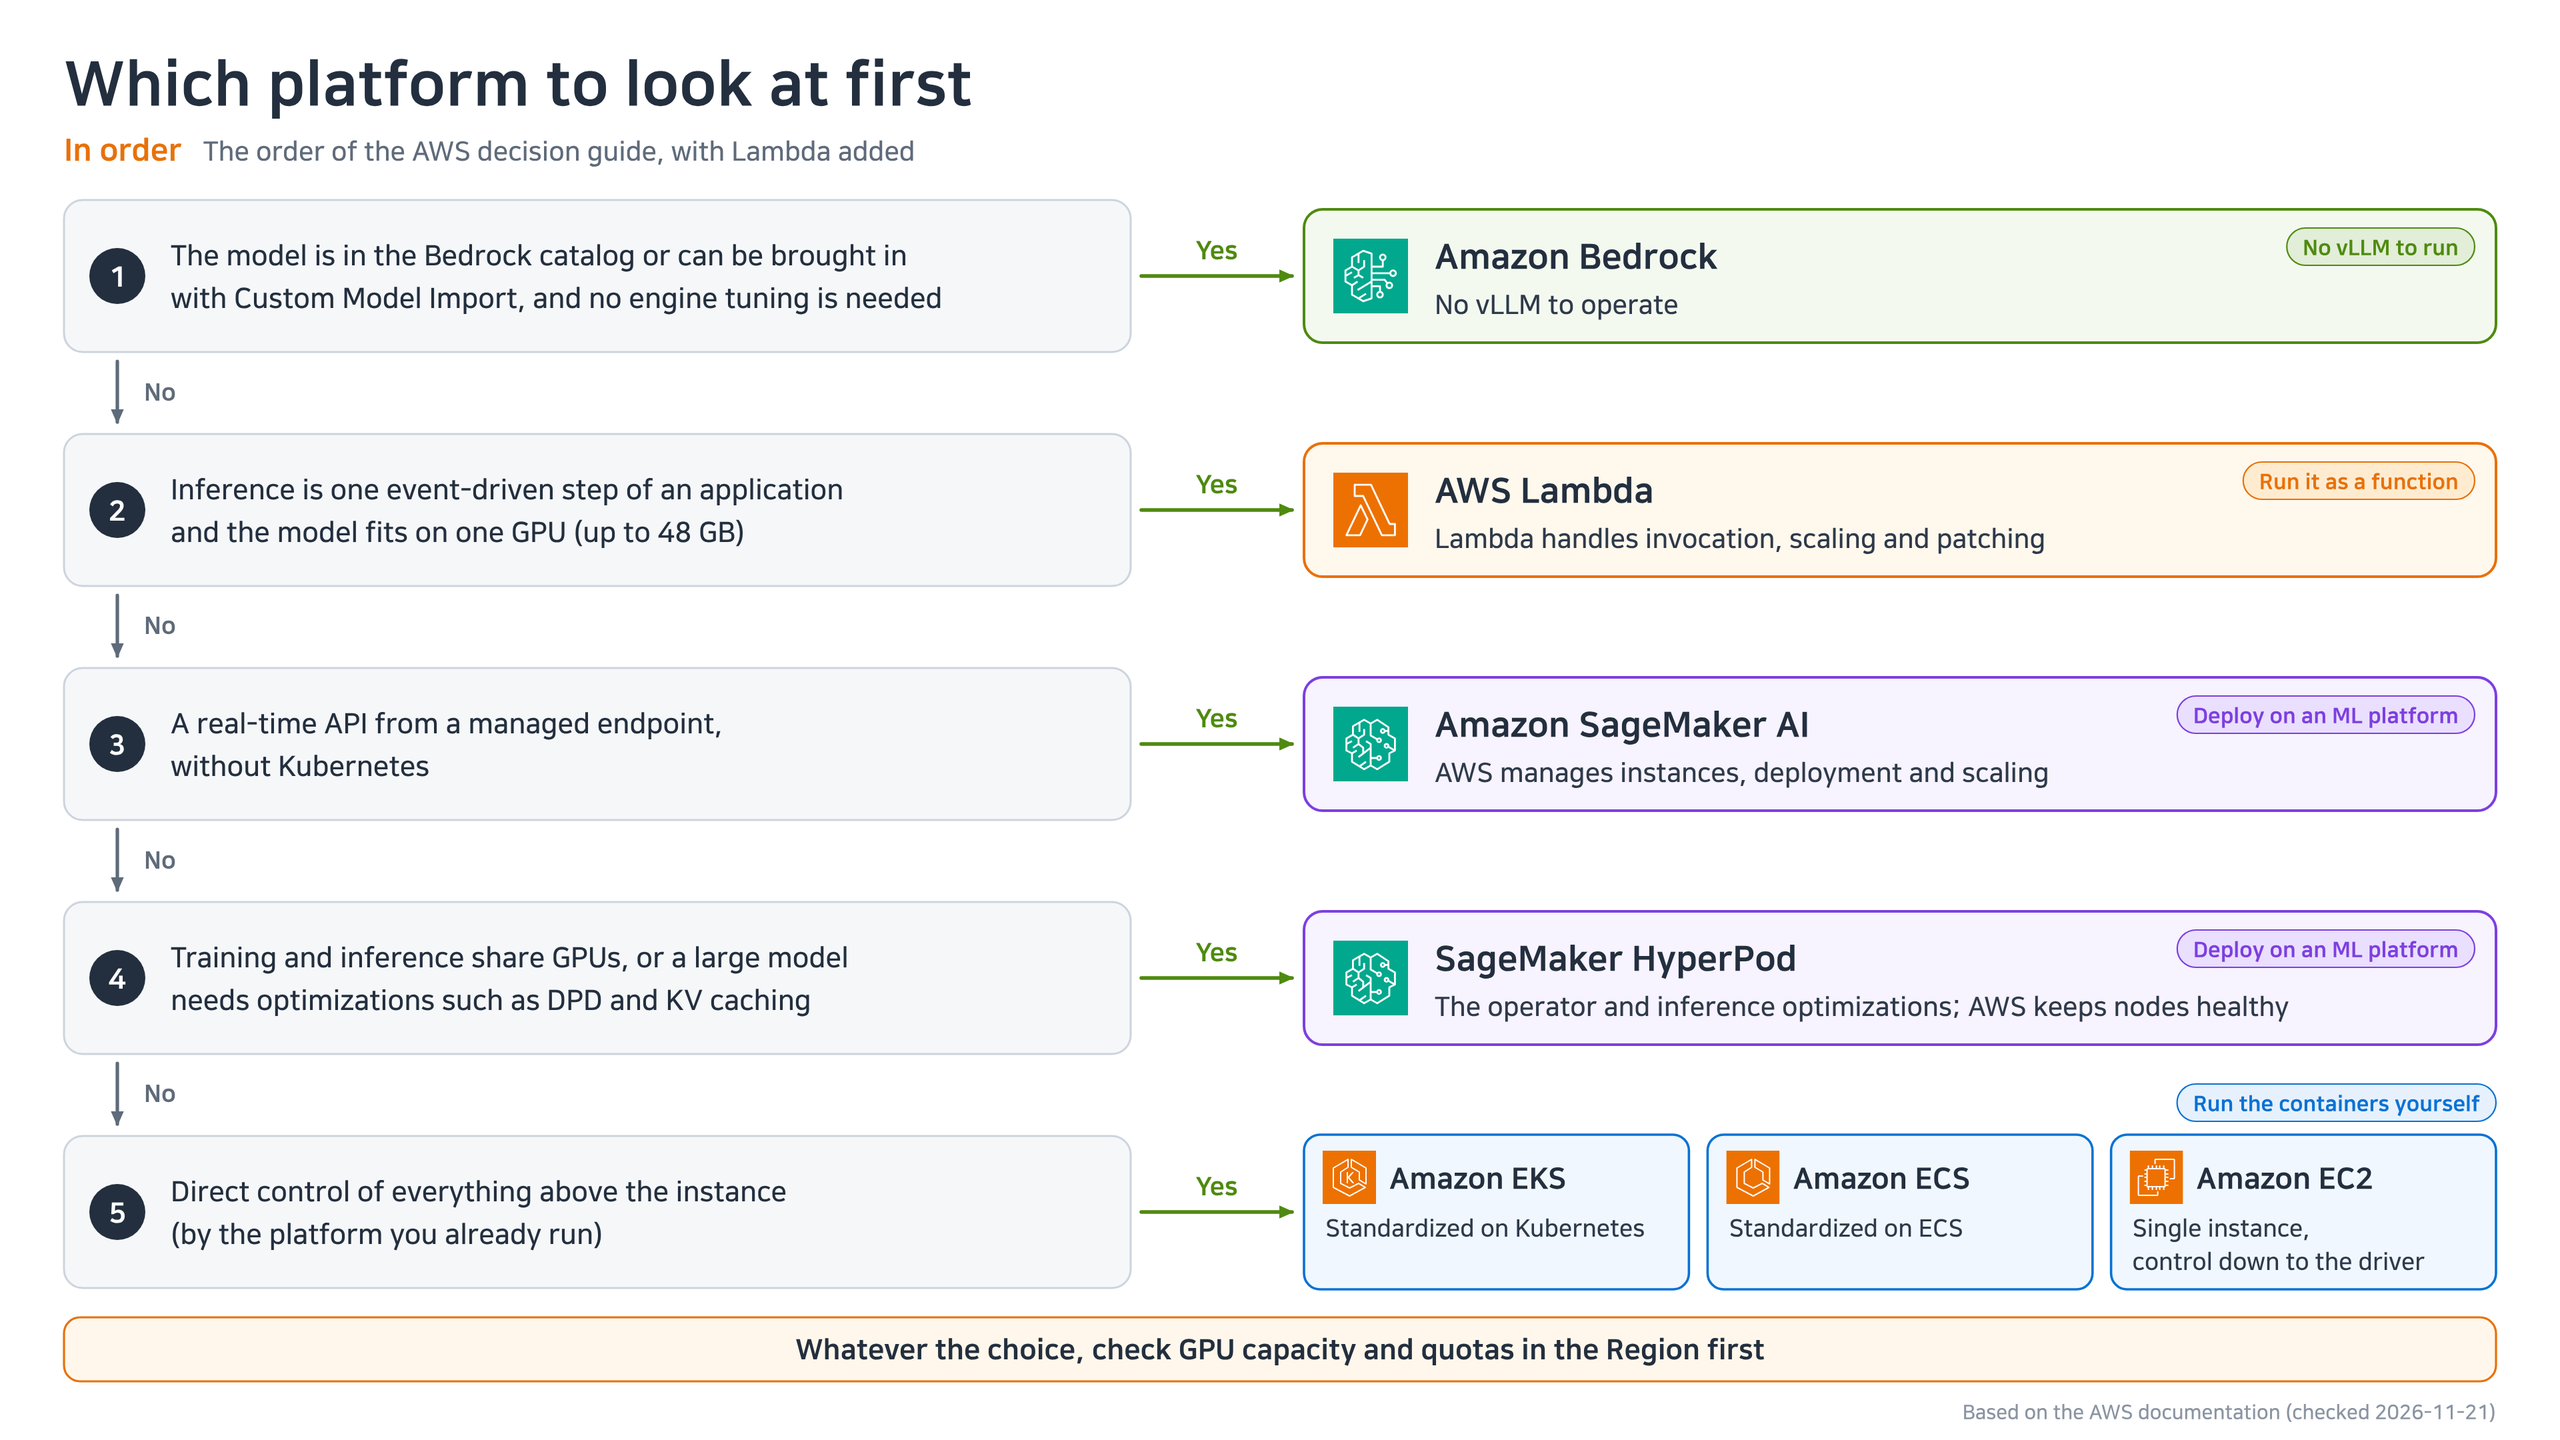 Which platform to look at first
In order The order of the AWS decision guide, with Lambda added
1
The model is in the Bedrock catalog or can be brought in
with Custom Model Import, and no engine tuning is needed
Yes
Amazon Bedrock
No vLLM to run
No vLLM to operate
No
2
Inference is one event-driven step of an application
and the model fits on one GPU (up to 48 GB)
Yes
AWS Lambda
Run it as a function
Lambda handles invocation, scaling and patching
No
3
A real-time API from a managed endpoint,
without Kubernetes
Yes
Amazon SageMaker AI
Deploy on an ML platform
AWS manages instances, deployment and scaling
No
4
Training and inference share GPUs, or a large model
needs optimizations such as DPD and KV caching
Yes
SageMaker HyperPod
Deploy on an ML platform
The operator and inference optimizations; AWS keeps nodes healthy
No
5
Direct control of everything above the instance
(by the platform you already run)
Yes
Run the containers yourself
K
Amazon EKS
Standardized on Kubernetes
Amazon ECS
Standardized on ECS
Amazon EC2
Single instance,
control down to the driver
Whatever the choice, check GPU capacity and quotas in the Region first
Based on the AWS documentation (checked 2026-11-21)